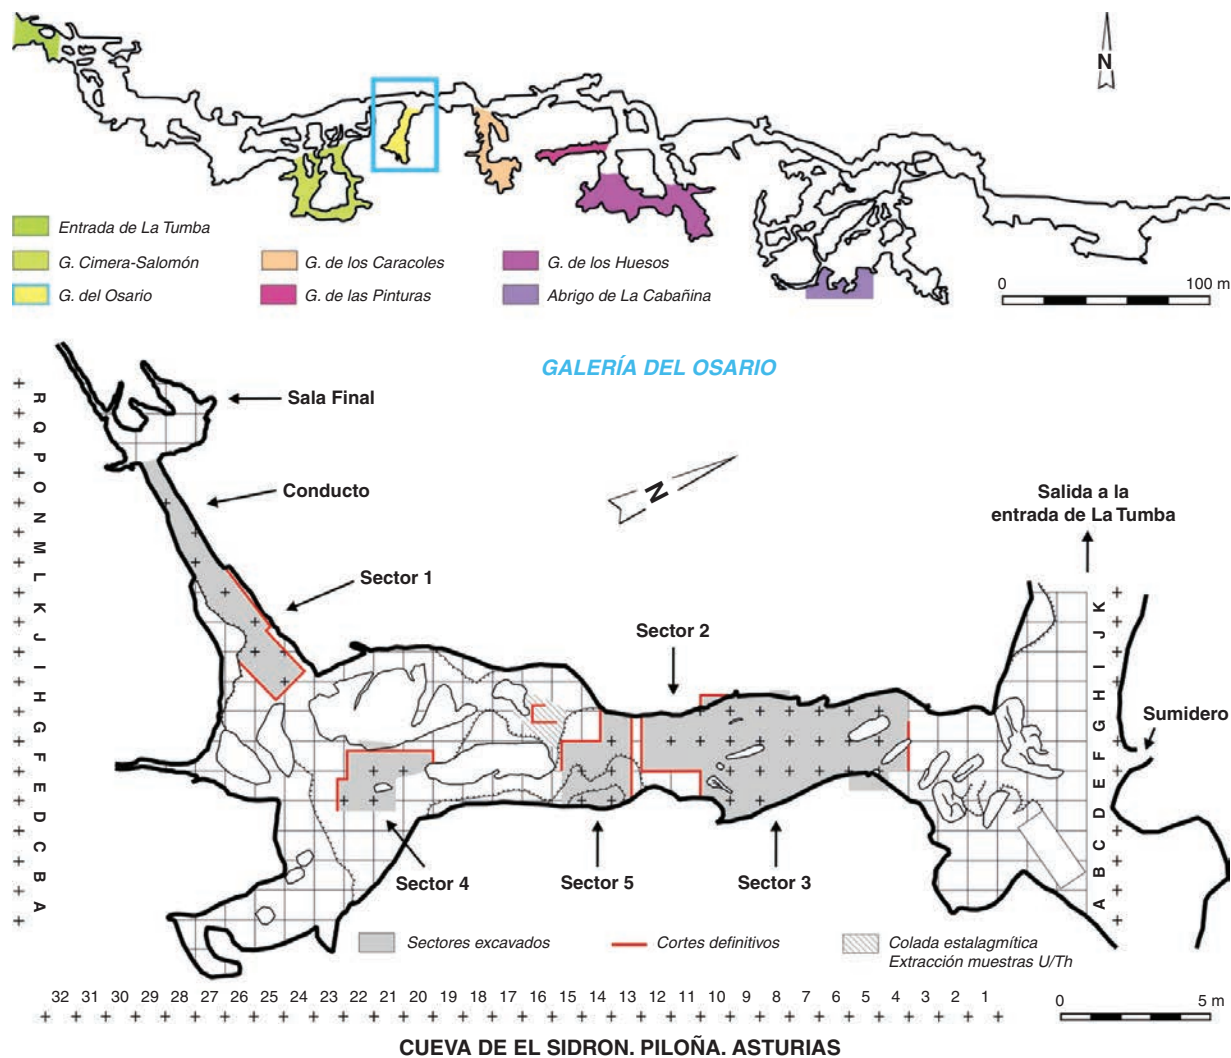 N
Entrada de La Tumba
G. Cimera-Salomón
G. de los Caracoles
G. de los Huesos
G. del Osario
G. de las Pinturas
Abrigo de La Cabañina
0 100 m
GALERÍA DEL OSARIO
Sala Final
Conducto
N
Salida a la
entrada de La Tumba
Sector 1
Sector 2
Sumidero
R
Q
P
O
N
M
L
K
J
I
H
G
F
E
D
C
B
A
K
J
I
H
G
F
E
D
C
B
A
Sector 4
Sector 5
Sector 3
Sectores excavados
Cortes definitivos
Colada estalagmítica
Extracción muestras U/Th
32 31 30 29 28 27 26 25 24 23 22 21 20 19 18 17 16 15 14 13 12 11 10 9 8 7 6 5 4 3 2 1
0 5 m
CUEVA DE EL SIDRON. PILOÑA. ASTURIAS